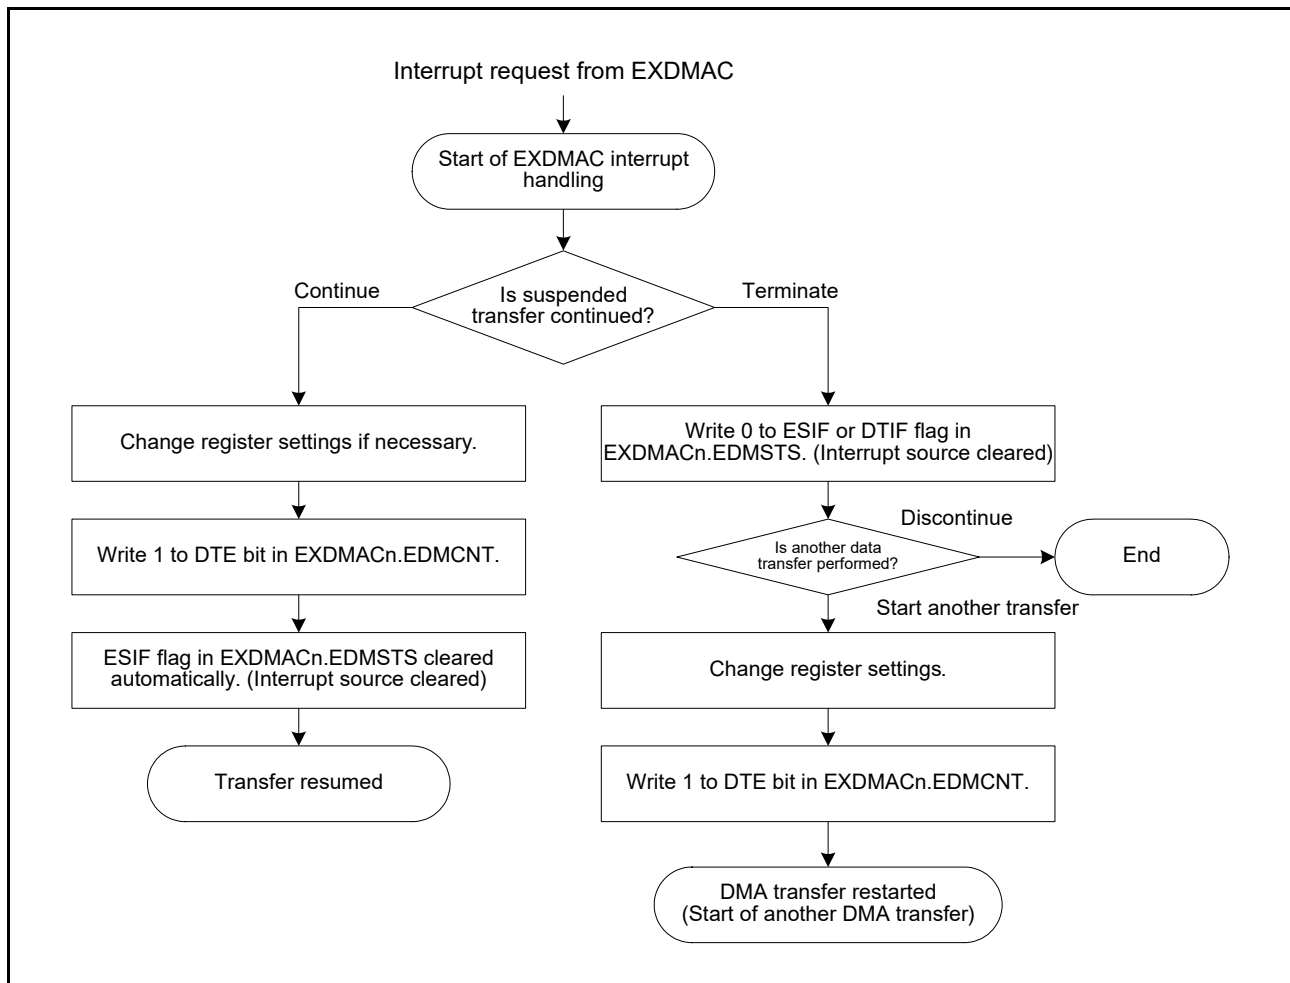 Interrupt request from EXDMAC
Start of EXDMAC interrupt
handling
Continue
Is suspended
transfer continued?
Terminate
Change register settings if necessary.
Write 1 to DTE bit in EXDMACn.EDMCNT.
ESIF flag in EXDMACn.EDMSTS cleared
automatically. (Interrupt source cleared)
Transfer resumed
Write 0 to ESIF or DTIF flag in
EXDMACn.EDMSTS. (Interrupt source cleared)
Is another data
transfer performed?
Discontinue
End
Start another transfer
Change register settings.
Write 1 to DTE bit in EXDMACn.EDMCNT.
DMA transfer restarted
(Start of another DMA transfer)